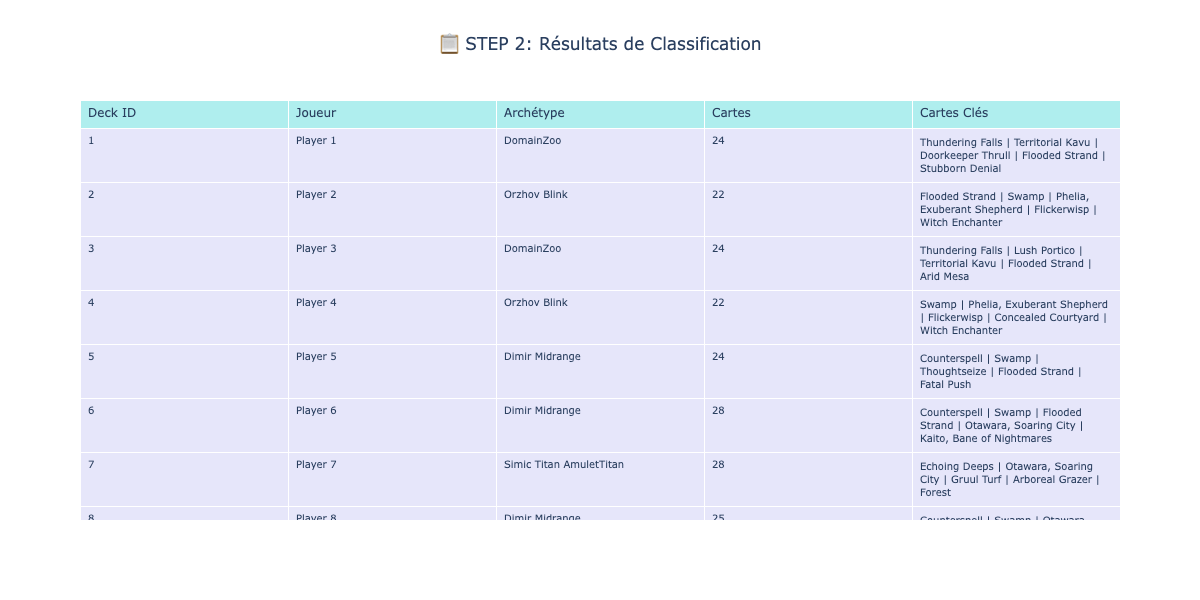 📋 STEP 2: Résultats de Classification
Deck ID Joueur Archétype Cartes Cartes Clés
1 Player 1 DomainZoo 24 Thundering Falls | Territorial Kavu |
Doorkeeper Thrull | Flooded Strand |
Stubborn Denial
2 Player 2 Orzhov Blink 22 Flooded Strand | Swamp | Phelia,
Exuberant Shepherd | Flickerwisp |
Witch Enchanter
3 Player 3 DomainZoo 24 Thundering Falls | Lush Portico |
Territorial Kavu | Flooded Strand |
Arid Mesa
4 Player 4 Orzhov Blink 22 Swamp | Phelia, Exuberant Shepherd
| Flickerwisp | Concealed Courtyard |
Witch Enchanter
5 Player 5 Dimir Midrange 24 Counterspell | Swamp |
Thoughtseize | Flooded Strand |
Fatal Push
6 Player 6 Dimir Midrange 28 Counterspell | Swamp | Flooded
Strand | Otawara, Soaring City |
Kaito, Bane of Nightmares
7 Player 7 Simic Titan AmuletTitan 28 Echoing Deeps | Otawara, Soaring
City | Gruul Turf | Arboreal Grazer |
Forest
8 Player 8 Dimir Midrange 25 Counterspell | Swamp | Otawara,